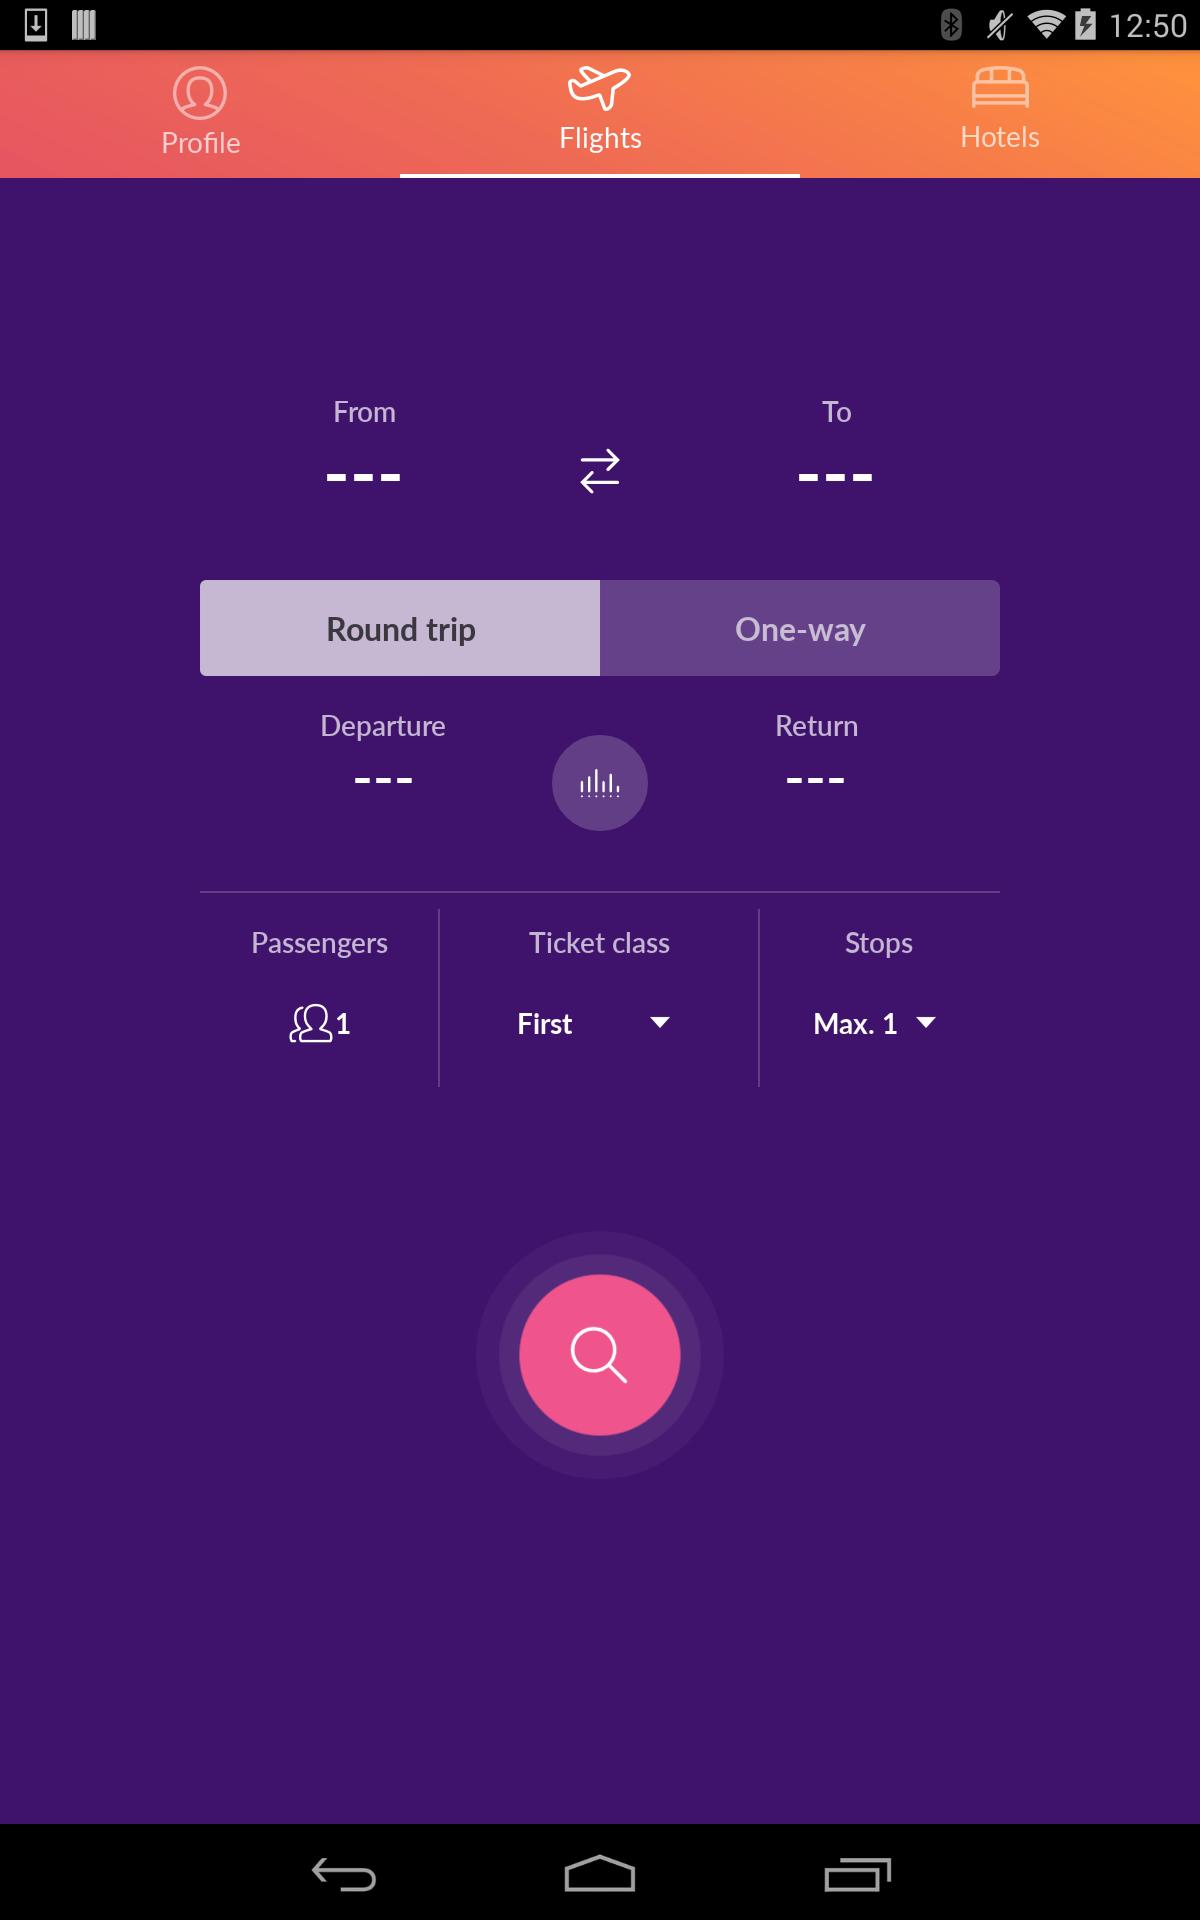 12:50
Profile
Flights
Hotels
From
To
---
---
Round trip
One-way
Departure
Return
---
---
Passengers
Ticket class
Stops
1
First
Max. 1